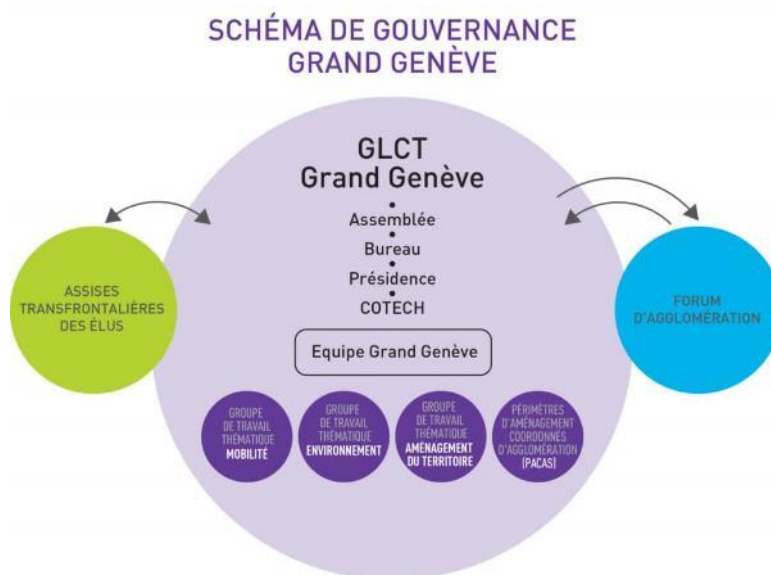 SCHÉMA DE GOUVERNANCE
GRAND GENÈVE
GLCT
Grand Genève
Assemblée
Bureau
Présidence
COTECH
Equipe Grand Genève
ASSISES
TRANSFRONTALIÈRES
DES ÉLUS
FORUM
D'AGGLOMÉRATION
GROUPE
DE TRAVAIL
THÉMATIQUE
MOBILITÉ
GROUPE
DE TRAVAIL
THÉMATIQUE
ENVIRONNEMENT
GROUPE
DE TRAVAIL
THÉMATIQUE
AMÉNAGEMENT
DU TERRITOIRE
PÉRIMÈTRES
D'AMÉNAGEMENT
COORDONNÉS
D'AGGLOMÉRATION
(PACAS)